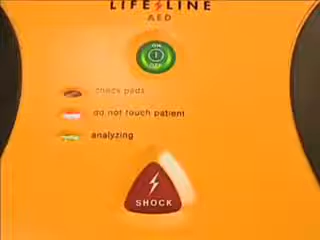 LIFELINE
AED
ON
OFF
check pads
do not touch patient
analyzing
SHOCK